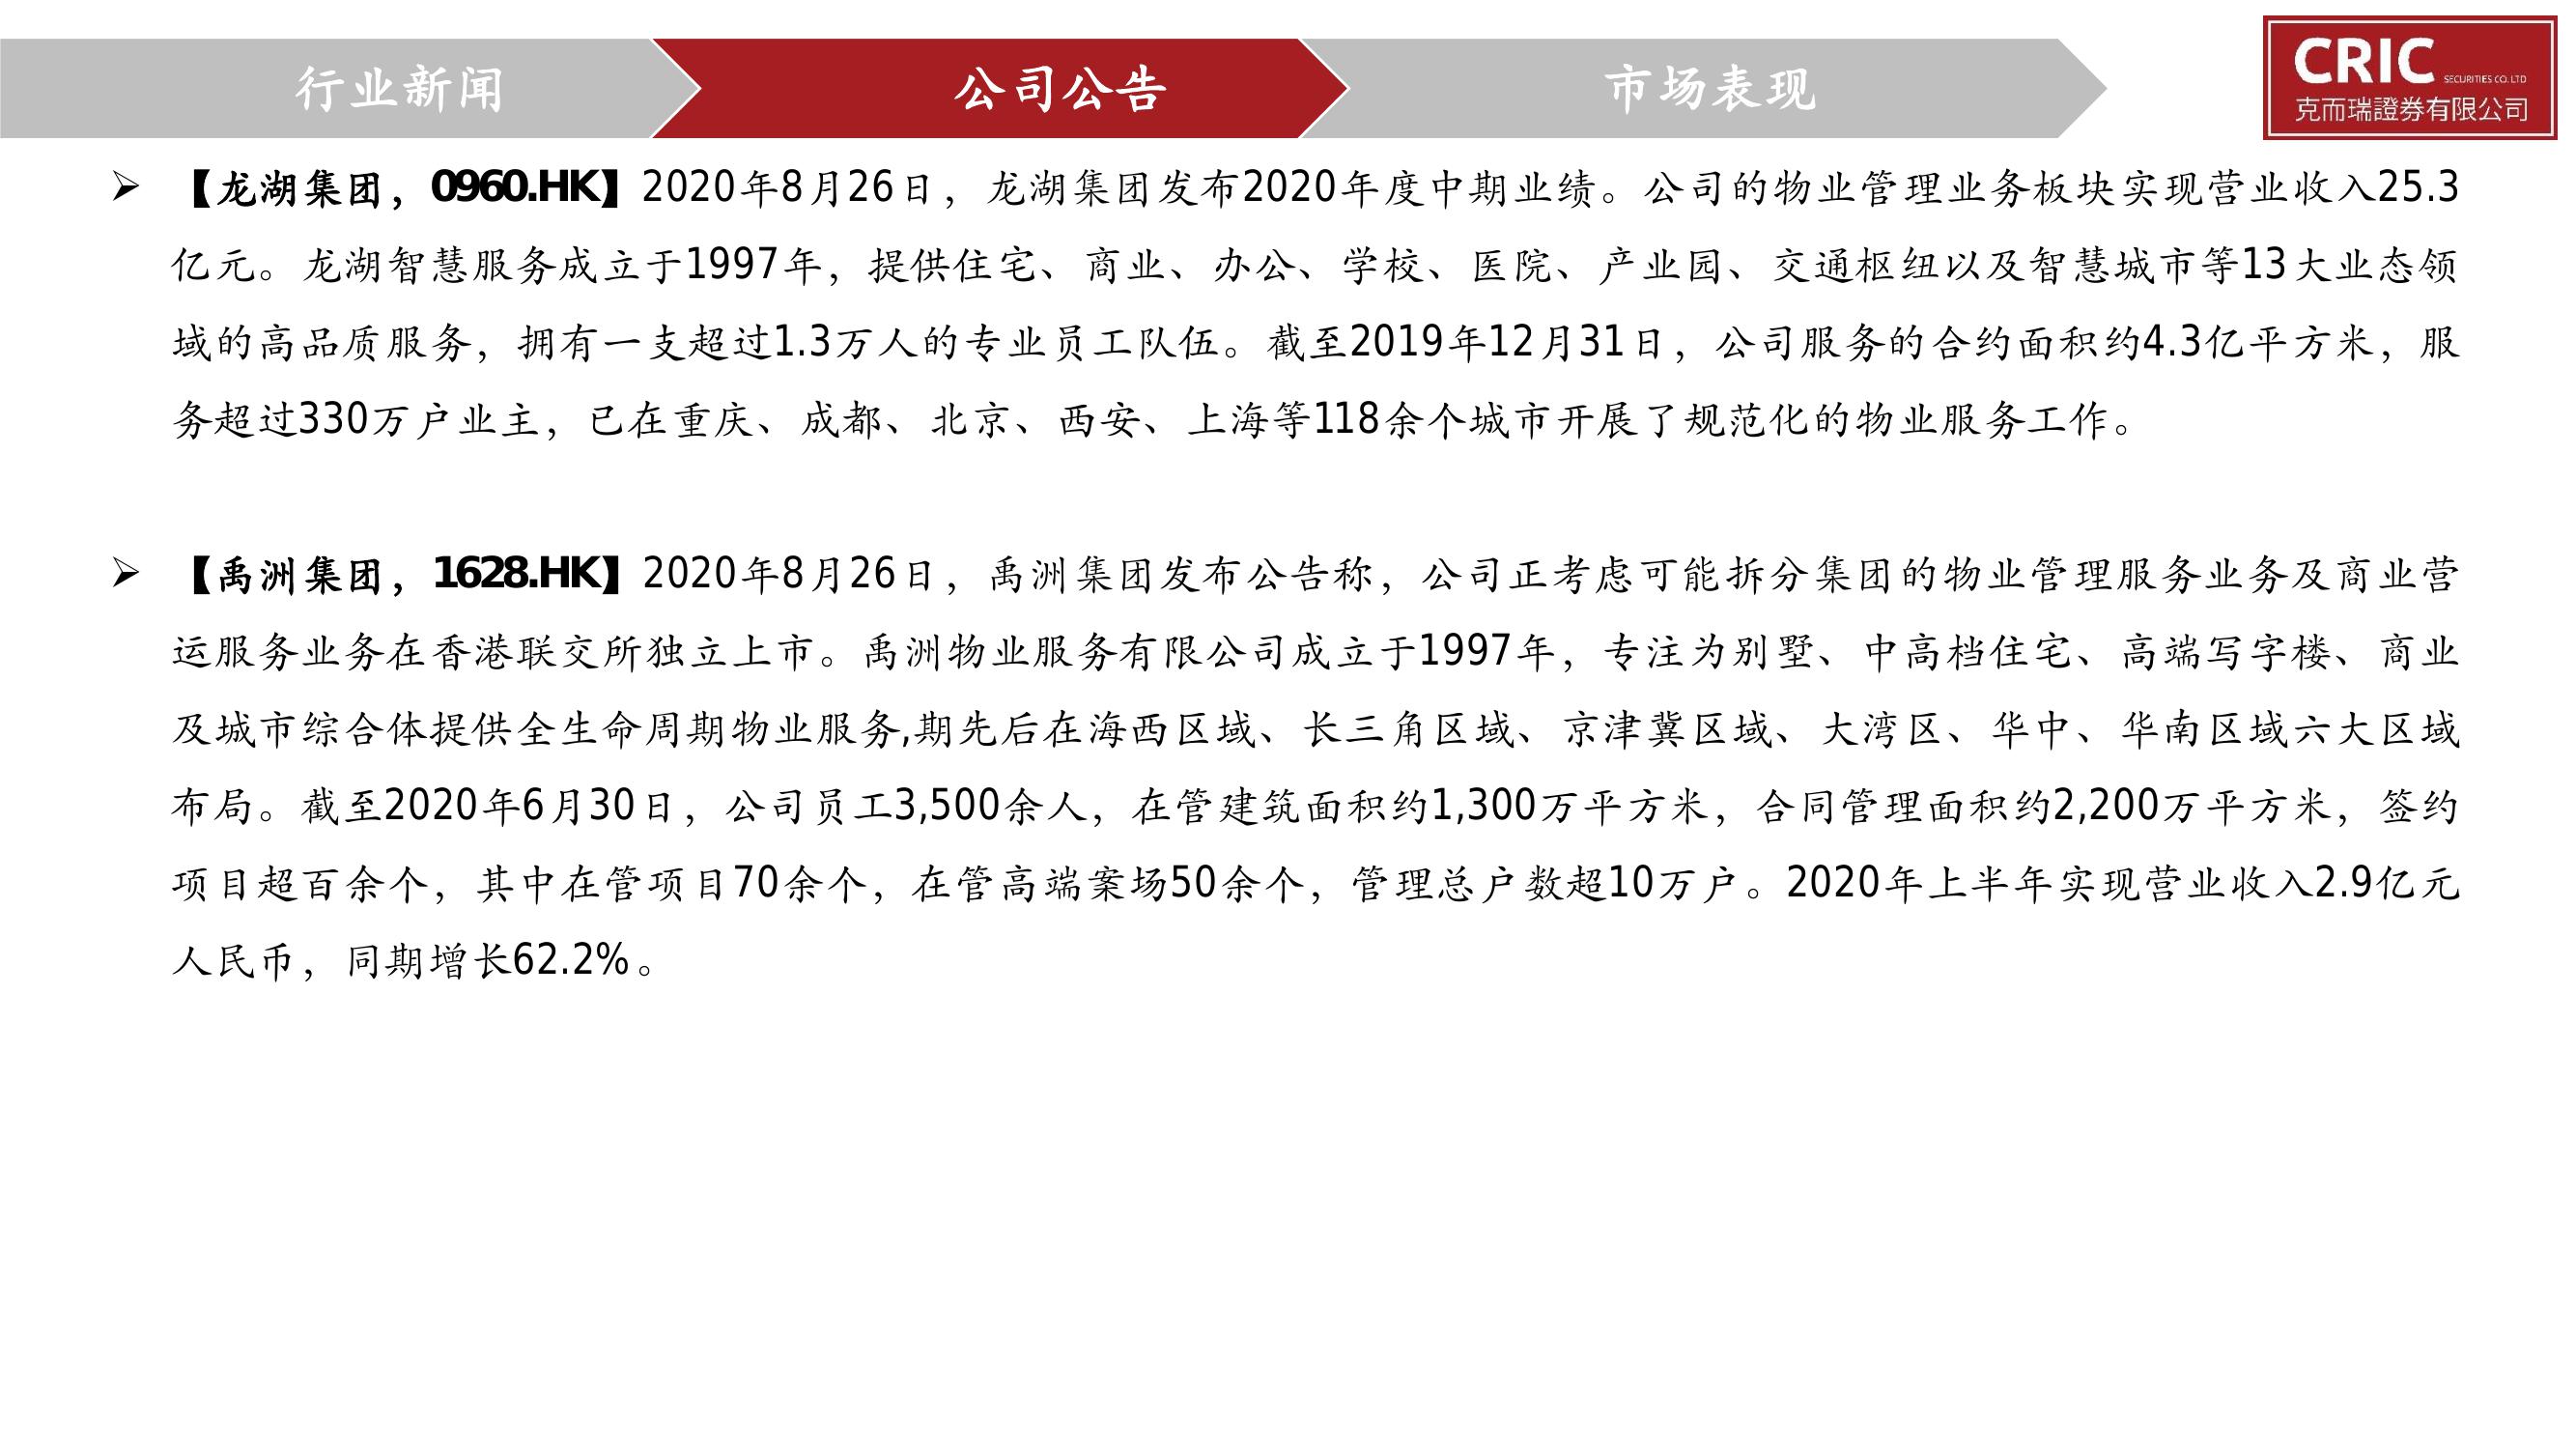 行业新闻
公司公告
市场表现
CRIC SECURITIES CO. LTD
克而瑞證券有限公司
➢ 【龙湖集团，0960.HK】2020年8月26日，龙湖集团发布2020年度中期业绩。公司的物业管理业务板块实现营业收入25.3
亿元。龙湖智慧服务成立于1997年，提供住宅、商业、办公、学校、医院、产业园、交通枢纽以及智慧城市等13大业态领
域的高品质服务，拥有一支超过1.3万人的专业员工队伍。截至2019年12月31日，公司服务的合约面积约4.3亿平方米，服
务超过330万户业主，已在重庆、成都、北京、西安、上海等118余个城市开展了规范化的物业服务工作。
➢ 【禹洲集团，1628.HK】2020年8月26日，禹洲集团发布公告称，公司正考虑可能拆分集团的物业管理服务业务及商业营
运服务业务在香港联交所独立上市。禹洲物业服务有限公司成立于1997年，专注为别墅、中高档住宅、高端写字楼、商业
及城市综合体提供全生命周期物业服务,期先后在海西区域、长三角区域、京津冀区域、大湾区、华中、华南区域六大区域
布局。截至2020年6月30日，公司员工3,500余人，在管建筑面积约1,300万平方米，合同管理面积约2,200万平方米，签约
项目超百余个，其中在管项目70余个，在管高端案场50余个，管理总户数超10万户。2020年上半年实现营业收入2.9亿元
人民币，同期增长62.2%。